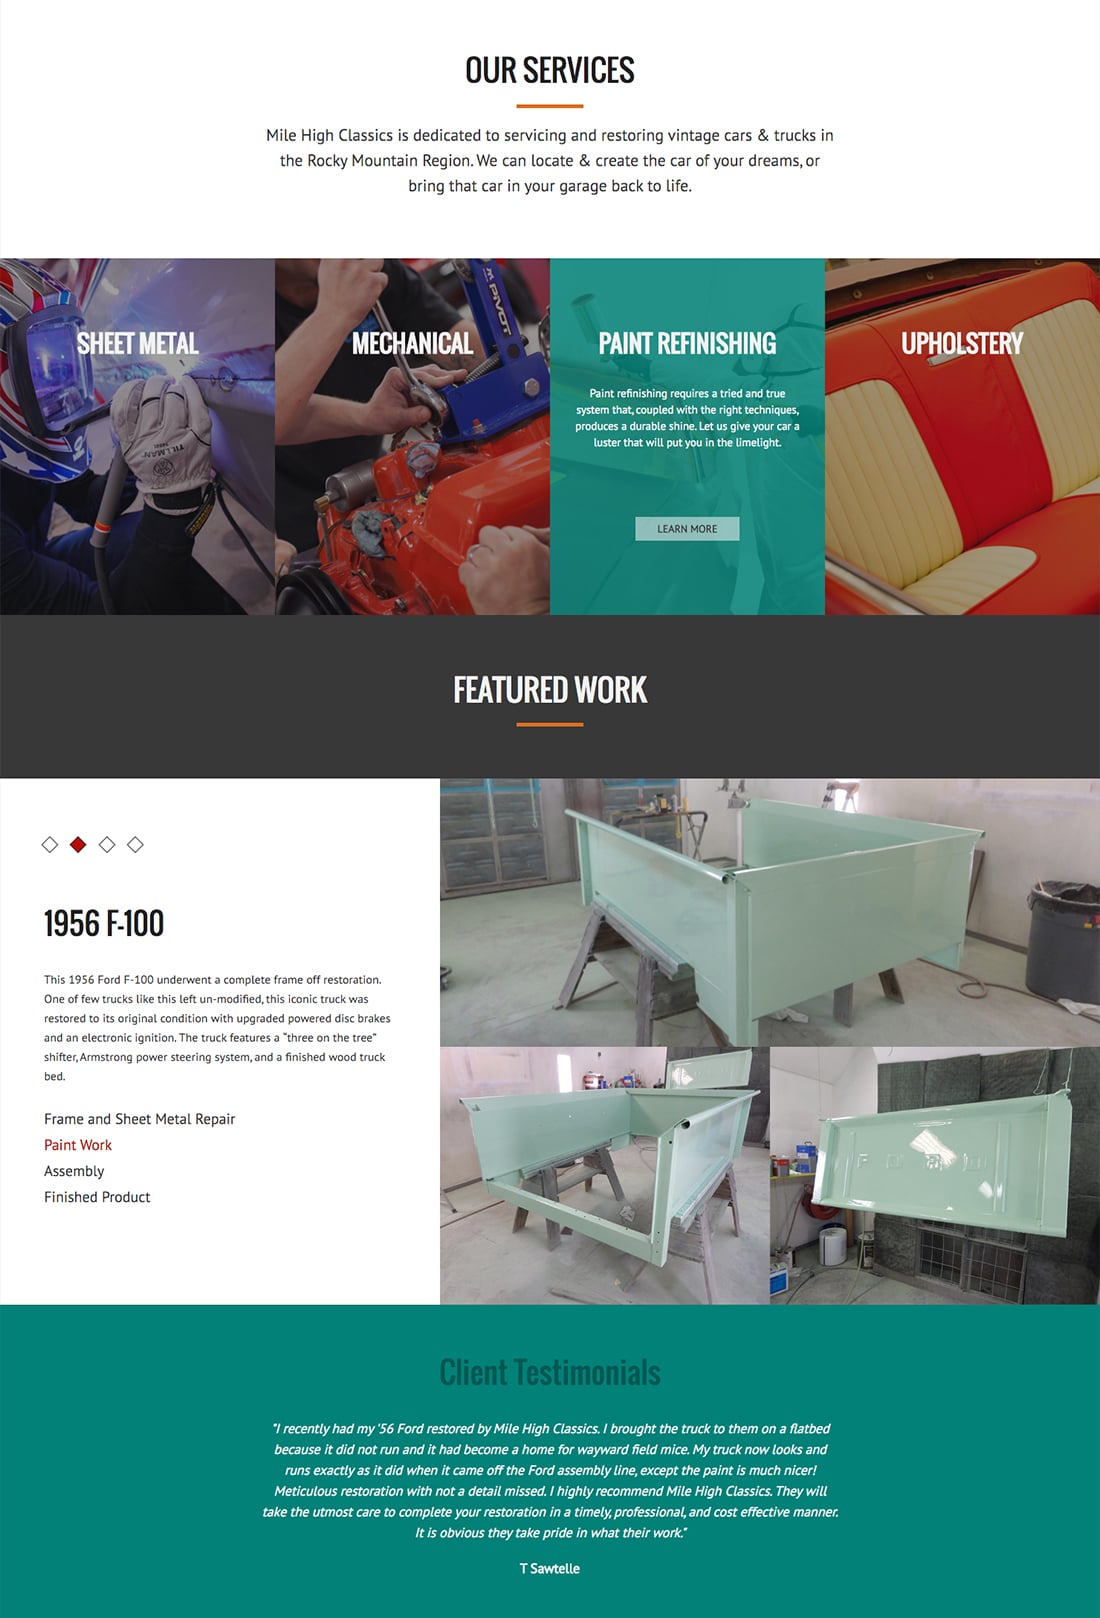 OUR SERVICES
Mile High Classics is dedicated to servicing and restoring vintage cars & trucks in
the Rocky Mountain Region. We can locate & create the car of your dreams, or
bring that car in your garage back to life.
SHEET METAL
MECHANICAL
PAINT REFINISHING
UPHOLSTERY
PIVOT
TILLMAN
Paint refinishing requires a tried and true
system that, coupled with the right techniques,
produces a durable shine. Let us give your car a
luster that will put you in the limelight.
LEARN MORE
FEATURED WORK
1956 F-100
This 1956 Ford F-100 underwent a complete frame off restoration.
One of few trucks like this left un-modified, this iconic truck was
restored to its original condition with upgraded powered disc brakes
and an electronic ignition. The truck features a "three on the tree"
shifter, Armstrong power steering system, and a finished wood truck
bed.
Frame and Sheet Metal Repair
Paint Work
Assembly
Finished Product
FORD
Client Testimonials
"I recently had my '56 Ford restored by Mile High Classics. I brought the truck to them on a flatbed
because it did not run and it had become a home for wayward field mice. My truck now looks and
runs exactly as it did when it came off the Ford assembly line, except the paint is much nicer!
Meticulous restoration with not a detail missed. I highly recommend Mile High Classics. They will
take the utmost care to complete your restoration in a timely, professional, and cost effective manner.
It is obvious they take pride in what their work."
T Sawtelle